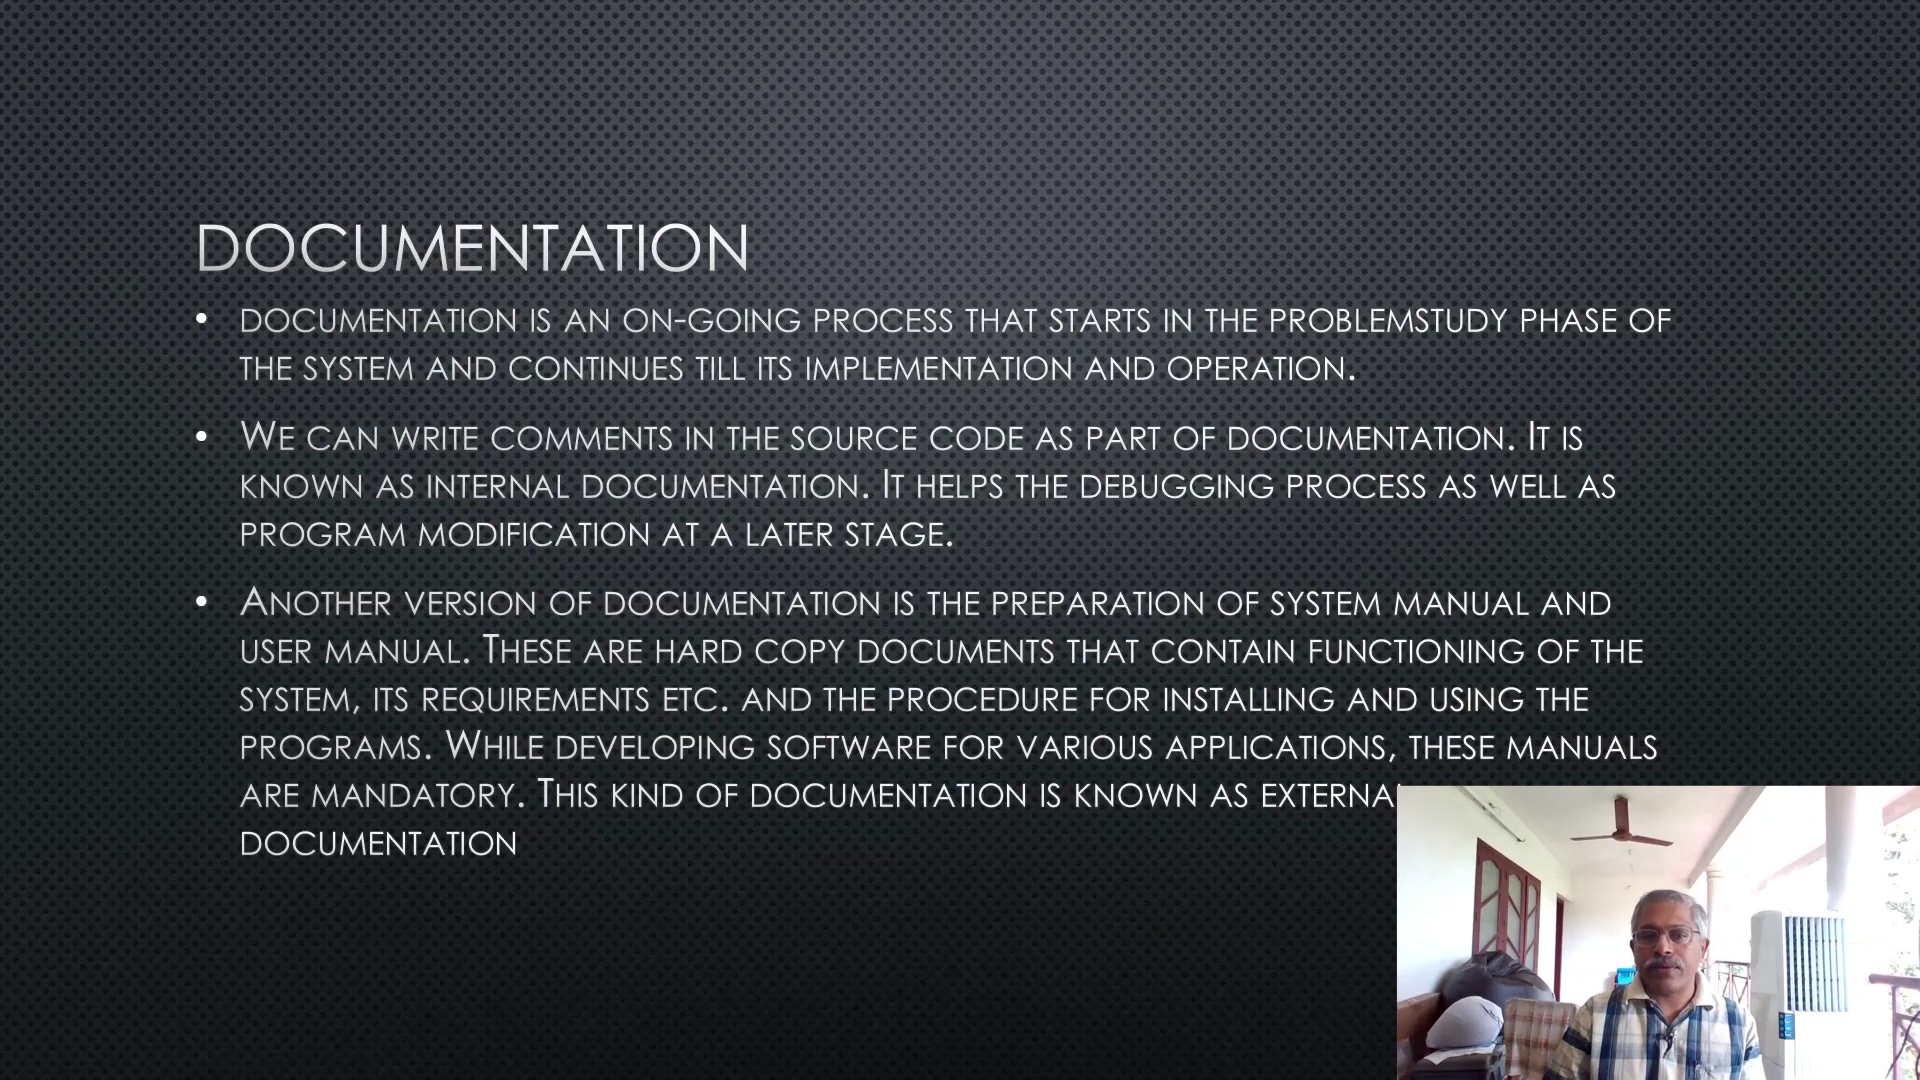 DOCUMENTATION
• DOCUMENTATION IS AN ON-GOING PROCESS THAT STARTS IN THE PROBLEMSTUDY PHASE OF
THE SYSTEM AND CONTINUES TILL ITS IMPLEMENTATION AND OPERATION.
• WE CAN WRITE COMMENTS IN THE SOURCE CODE AS PART OF DOCUMENTATION. IT IS
KNOWN AS INTERNAL DOCUMENTATION. IT HELPS THE DEBUGGING PROCESS AS WELL AS
PROGRAM MODIFICATION AT A LATER STAGE.
• ANOTHER VERSION OF DOCUMENTATION IS THE PREPARATION OF SYSTEM MANUAL AND
USER MANUAL. THESE ARE HARD COPY DOCUMENTS THAT CONTAIN FUNCTIONING OF THE
SYSTEM, ITS REQUIREMENTS ETC. AND THE PROCEDURE FOR INSTALLING AND USING THE
PROGRAMS. WHILE DEVELOPING SOFTWARE FOR VARIOUS APPLICATIONS, THESE MANUALS
ARE MANDATORY. THIS KIND OF DOCUMENTATION IS KNOWN AS EXTERNAL
DOCUMENTATION